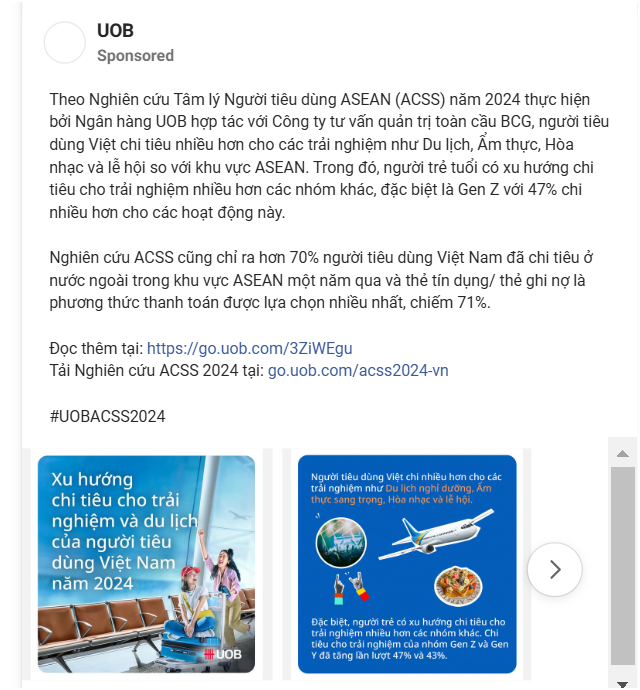 UOB
Sponsored
Theo Nghiên cứu Tâm lý Người tiêu dùng ASEAN (ACSS) năm 2024 thực hiện
bởi Ngân hàng UOB hợp tác với Công ty tư vấn quản trị toàn cầu BCG, người tiêu
dùng Việt chi tiêu nhiều hơn cho các trải nghiệm như Du lịch, Ẩm thực, Hòa
nhạc và lễ hội so với khu vực ASEAN. Trong đó, người trẻ tuổi có xu hướng chi
tiêu cho trải nghiệm nhiều hơn các nhóm khác, đặc biệt là Gen Z với 47% chi
nhiều hơn cho các hoạt động này.
Nghiên cứu ACSS cũng chỉ ra hơn 70% người tiêu dùng Việt Nam đã chi tiêu ở
nước ngoài trong khu vực ASEAN một năm qua và thẻ tín dụng/ thẻ ghi nợ là
phương thức thanh toán được lựa chọn nhiều nhất, chiếm 71%.
Đọc thêm tại: https://go.uob.com/3ZiWEgu
Tải Nghiên cứu ACSS 2024 tại: go.uob.com/acss2024-vn
#UOBACSS2024
Xu hướng
chi tiêu cho trải
nghiệm và du lịch
của người tiêu
dùng Việt Nam
năm 2024
UOB
Người tiêu dùng Việt chi nhiều hơn cho các
trải nghiệm như Du lịch nghỉ dưỡng, Ẩm
thực sang trọng, Hòa nhạc và lễ hội.
Đặc biệt, người trẻ có xu hướng chi tiêu cho
trải nghiệm nhiều hơn các nhóm khác. Chi
tiêu cho trải nghiệm của nhóm Gen Z và Gen
Y đã tăng lần lượt 47% và 43%.